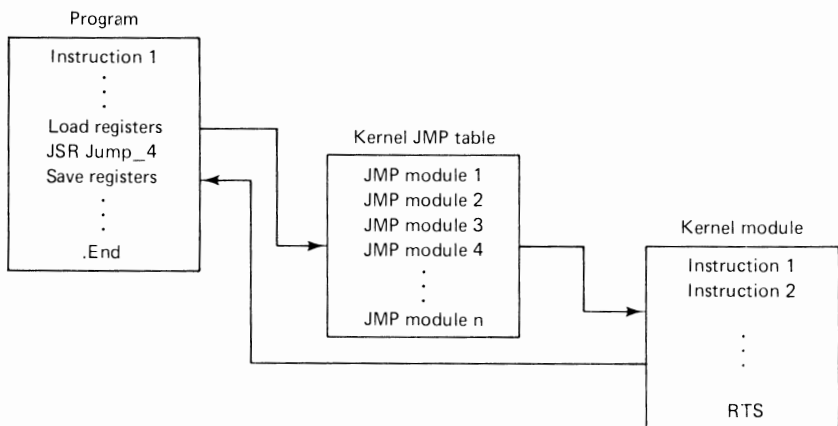 Program
Instruction 1
.
.
.
Load registers
JSR Jump_4
Save registers
.
.
.
.End
Kernel JMP table
JMP module 1
JMP module 2
JMP module 3
JMP module 4
.
.
.
JMP module n
Kernel module
Instruction 1
Instruction 2
.
.
.
RTS